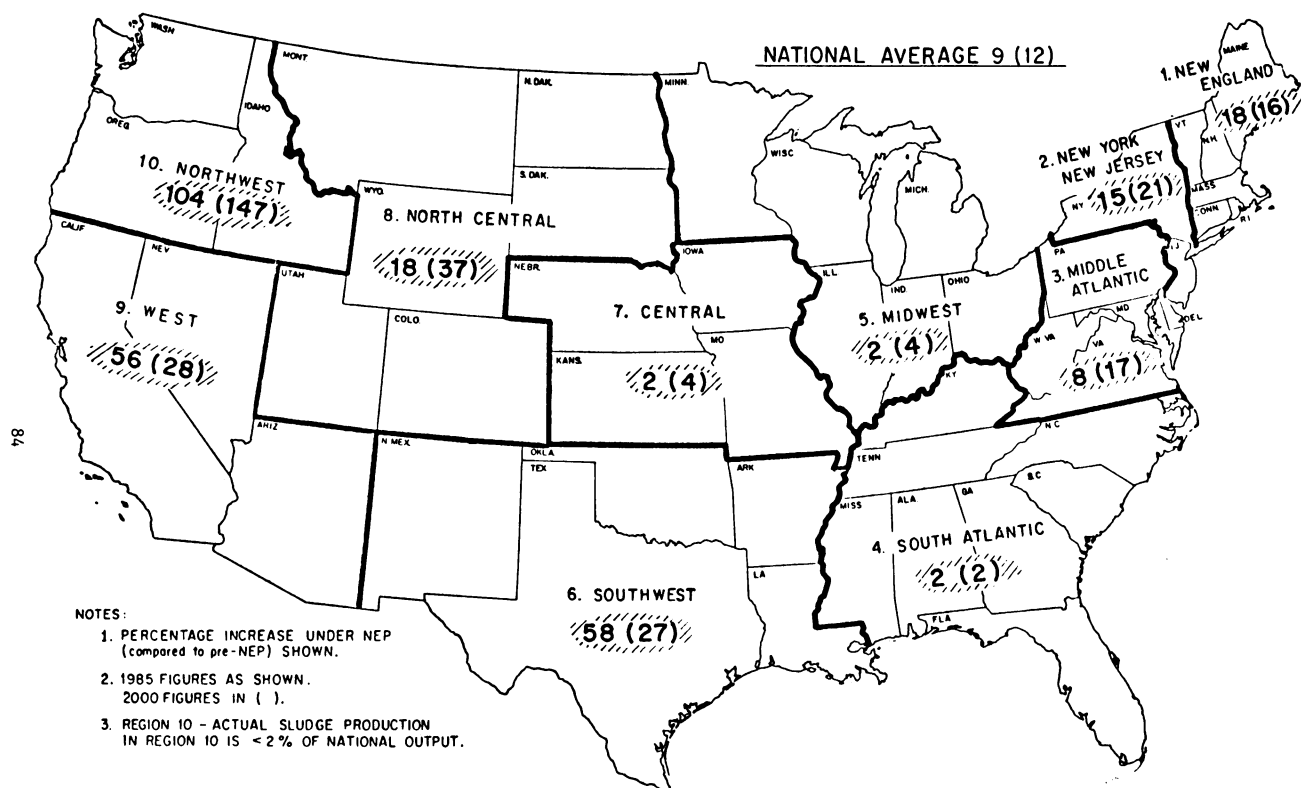 NATIONAL AVERAGE 9 (12)
WASH
MONT
N. DAK.
MINN.
MAINE
1. NEW
ENGLAND
18 (16)
IDAHO
OREG.
VT
N H
WISC
MICH.
2. NEW YORK
NEW JERSEY
NY
15 (21)
MASS
CONN
R I
10. NORTHWEST
104 (147)
S. DAK.
WYO.
8. NORTH CENTRAL
18 (37)
CALIF
NEV
UTAH
NEBR.
IOWA
ILL
IND.
OHIO
PA
N J
3. MIDDLE
ATLANTIC
MD
DEL
9. WEST
56 (28)
COLO.
7. CENTRAL
MO
KANS.
2 (4)
5. MIDWEST
2 (4)
KY
W VA
VA
8 (17)
84
ARIZ
N. MEX.
OKLA.
TEX
ARK
TENN
N C
S.C
MISS
ALA.
GA
4. SOUTH ATLANTIC
2 (2)
LA
FLA
6. SOUTHWEST
58 (27)
NOTES:
1. PERCENTAGE INCREASE UNDER NEP
(compared to pre-NEP) SHOWN.
2. 1985 FIGURES AS SHOWN.
2000 FIGURES IN ( ).
3. REGION 10 - ACTUAL SLUDGE PRODUCTION
IN REGION 10 IS <2% OF NATIONAL OUTPUT.